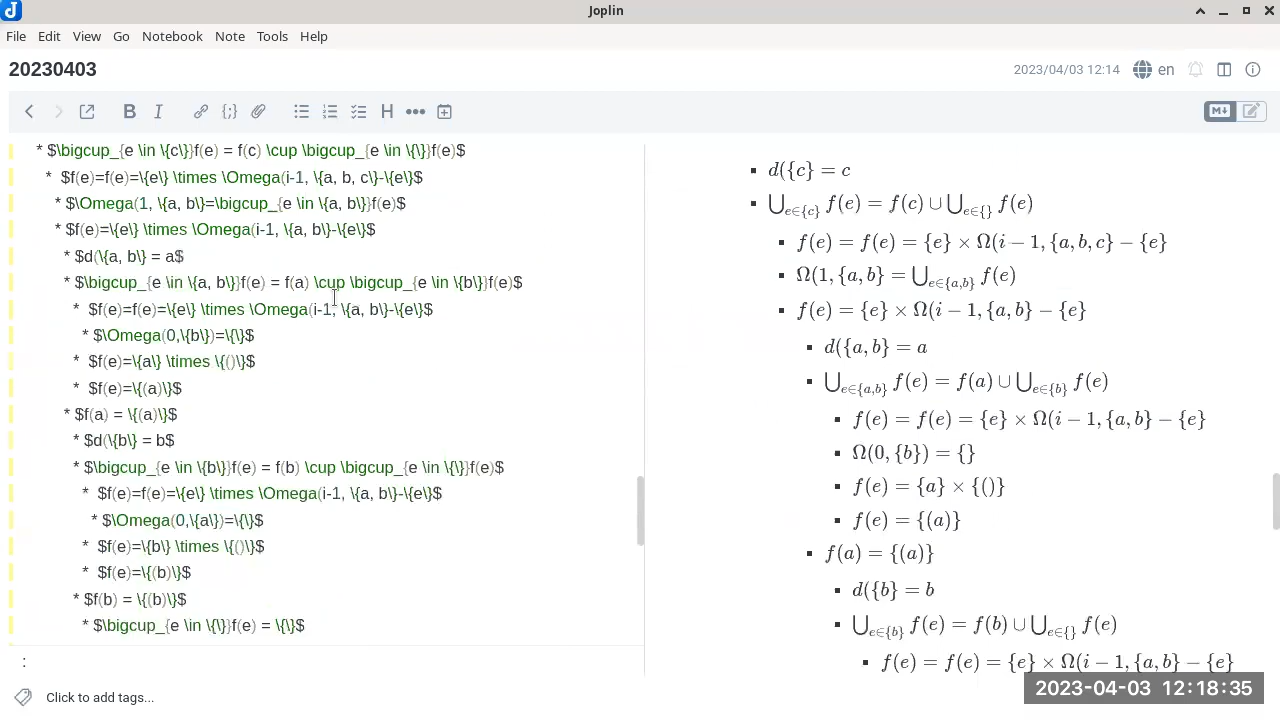 Joplin
File Edit View Go Notebook Note Tools Help
20230403
2023/04/03 12:14 en
* $\bigcup_{e \in \{c\}}f(e) = f(c) \cup \bigcup_{e \in \{\}}f(e)$
* $f(e)=f(e)=\{e\} \times \Omega(i-1, \{a, b, c\}-\{e\}$
* $\Omega(1, \{a, b\}=\bigcup_{e \in \{a, b\}}f(e)$
* $f(e)=\{e\} \times \Omega(i-1, \{a, b\}-\{e\}$
* $d(\{a, b\} = a$
* $\bigcup_{e \in \{a, b\}}f(e) = f(a) \cup \bigcup_{e \in \{b\}}f(e)$
* $f(e)=f(e)=\{e\} \times \Omega(i-1, \{a, b\}-\{e\}$
* $\Omega(0,\{b\})=\{\}$
* $f(e)=\{a\} \times \{()\}$
* $f(e)=\{(a)\}$
* $f(a) = \{(a)\}$
* $d(\{b\} = b$
* $\bigcup_{e \in \{b\}}f(e) = f(b) \cup \bigcup_{e \in \{\}}f(e)$
* $f(e)=f(e)=\{e\} \times \Omega(i-1, \{a, b\}-\{e\}$
* $\Omega(0,\{a\})=\{\}$
* $f(e)=\{b\} \times \{()\}$
* $f(e)=\{(b)\}$
* $f(b) = \{(b)\}$
* $\bigcup_{e \in \{\}}f(e) = \{\}$
:
▪ d({c} = c
▪ ⋃e∈{c} f(e) = f(c) ∪ ⋃e∈{} f(e)
▪ f(e) = f(e) = {e} × Ω(i − 1, {a, b, c} − {e}
▪ Ω(1, {a, b} = ⋃e∈{a,b} f(e)
▪ f(e) = {e} × Ω(i − 1, {a, b} − {e}
▪ d({a, b} = a
▪ ⋃e∈{a,b} f(e) = f(a) ∪ ⋃e∈{b} f(e)
▪ f(e) = f(e) = {e} × Ω(i − 1, {a, b} − {e}
▪ Ω(0, {b}) = {}
▪ f(e) = {a} × {()}
▪ f(e) = {(a)}
▪ f(a) = {(a)}
▪ d({b} = b
▪ ⋃e∈{b} f(e) = f(b) ∪ ⋃e∈{} f(e)
▪ f(e) = f(e) = {e} × Ω(i − 1, {a, b} − {e}
Click to add tags...
2023-04-03 12:18:35